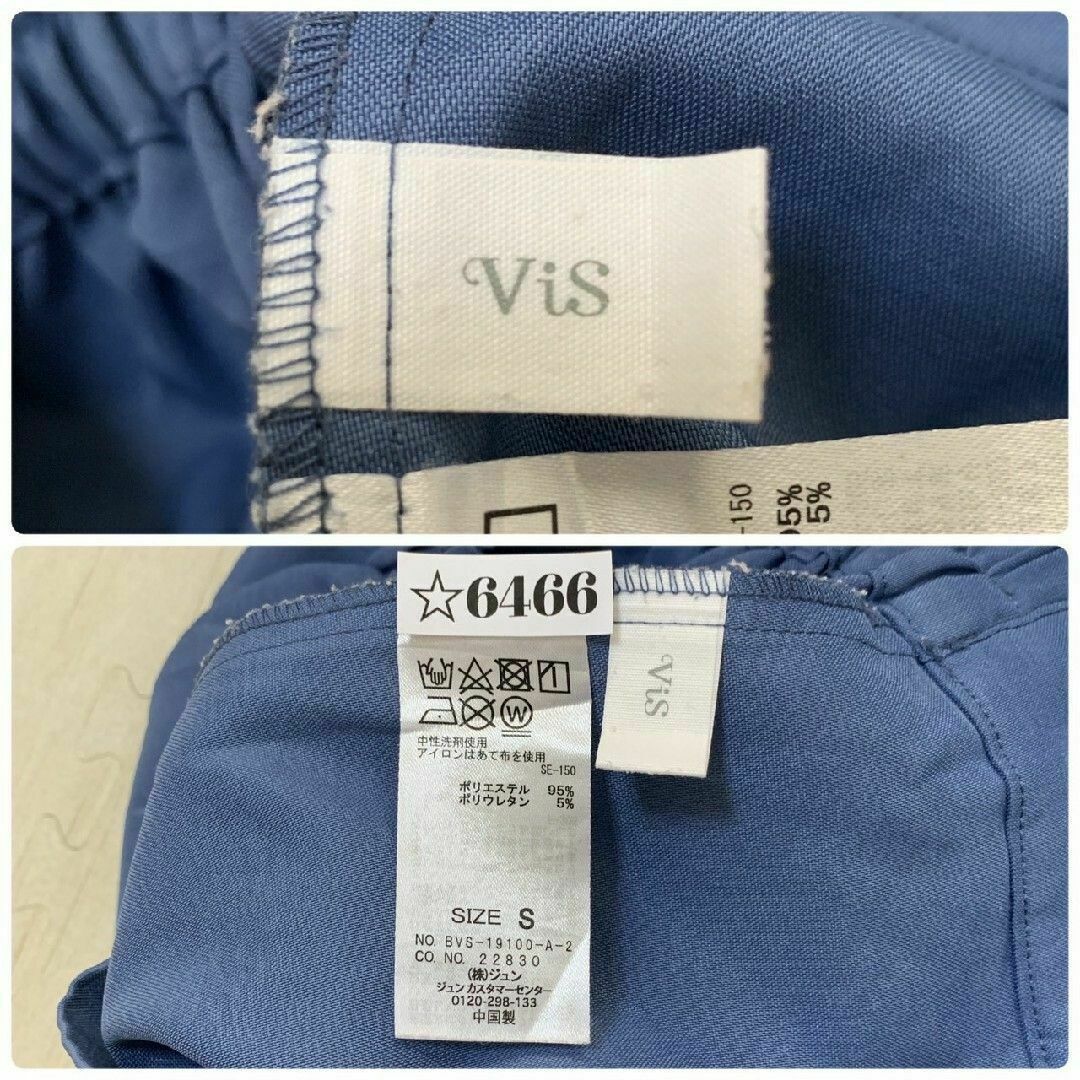 ViS
-150
95%
5%
☆6466
ViS
W
中性洗剤使用
アイロンはあて布を使用
SE-150
ポリエステル 95%
ポリウレタン 5%
SIZE S
NO. BVS-19100-A-2
CO. NO. 22830
(株)ジュン
ジュンカスタマーセンター
0120-298-133
中国製